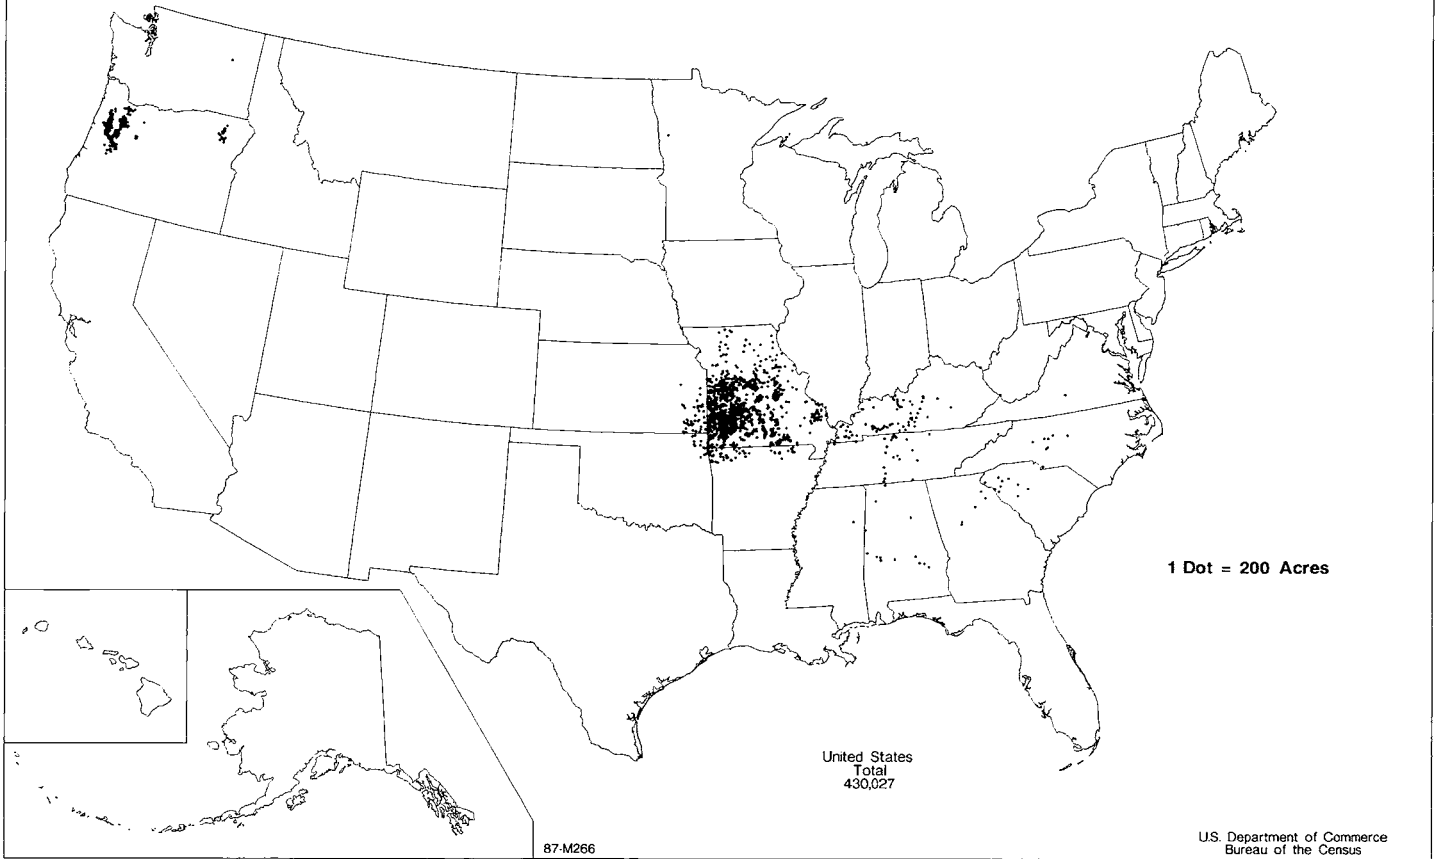 1 Dot = 200 Acres
United States
Total
430,027
87-M266
U.S. Department of Commerce
Bureau of the Census